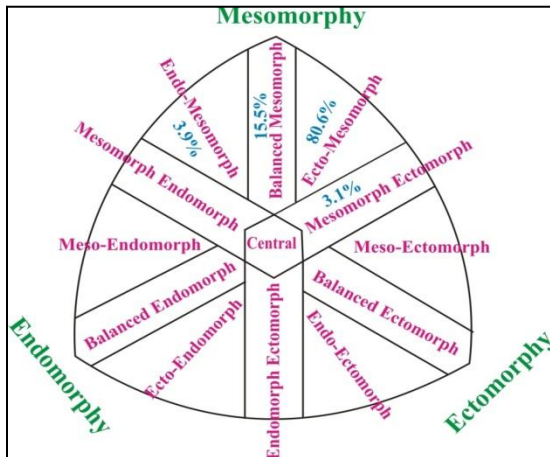 Mesomorphy
Endo-Mesomorph
3.9%
15.5%
Balanced Mesomorph
80.6%
Ecto-Mesomorph
Mesomorph Endomorph
3.1%
Mesomorph Ectomorph
Central
Meso-Endomorph
Meso-Ectomorph
Balanced Endomorph
Balanced Ectomorph
Ecto-Endomorph
Endomorph Ectomorph
Endo-Ectomorph
Endomorphy
Ectomorphy